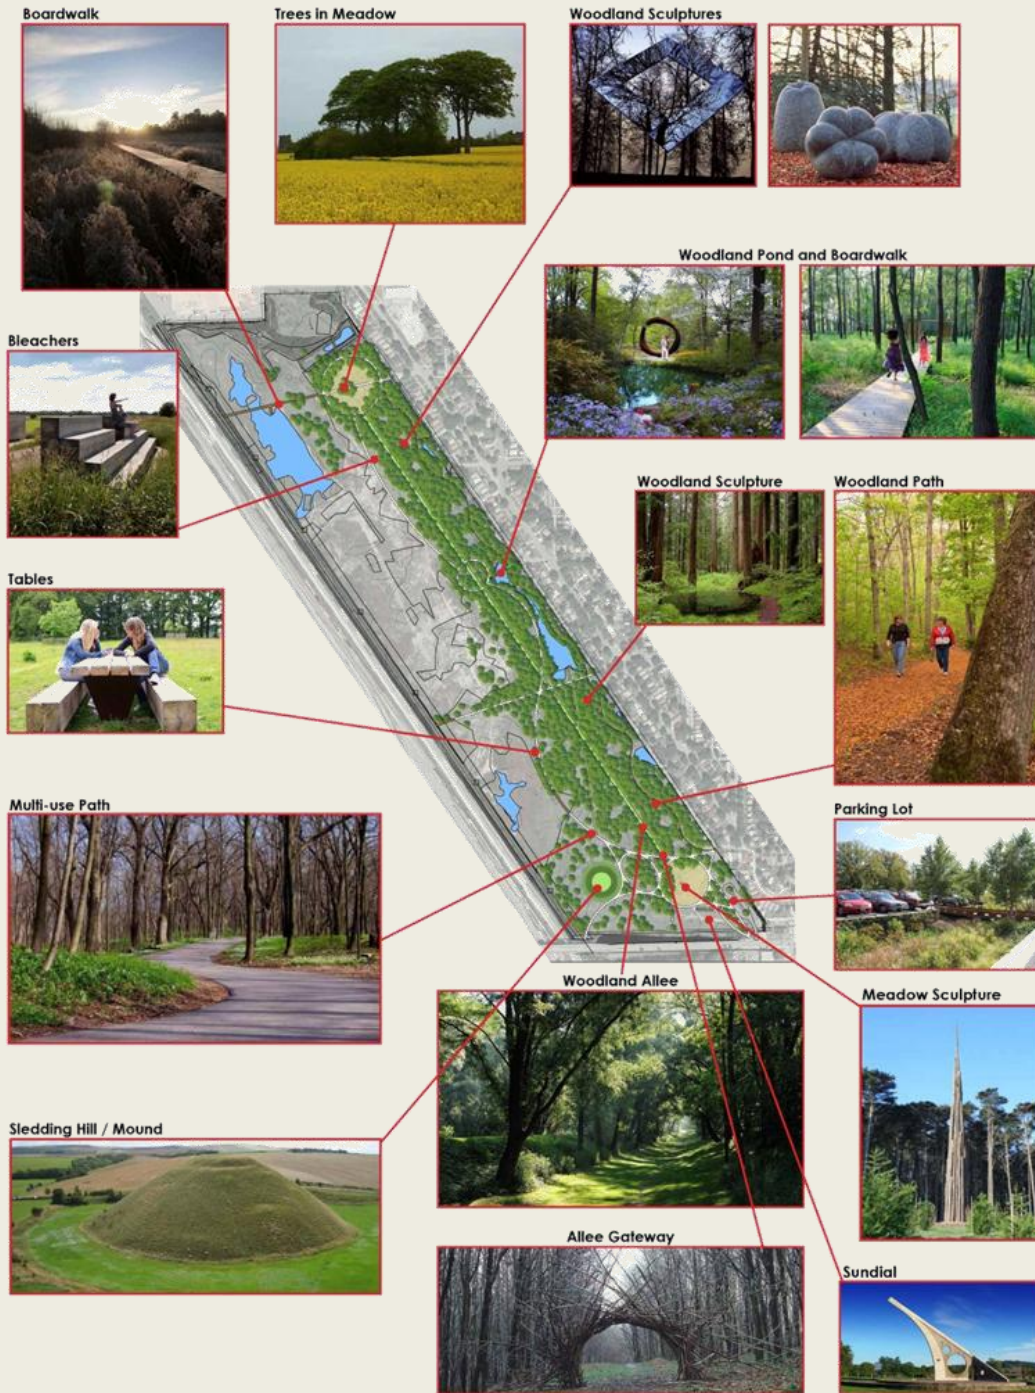 Boardwalk
Trees in Meadow
Woodland Sculptures
Woodland Pond and Boardwalk
Bleachers
Woodland Sculpture
Woodland Path
Tables
Multi-use Path
Parking Lot
Woodland Allee
Meadow Sculpture
Sledding Hill / Mound
Allee Gateway
Sundial